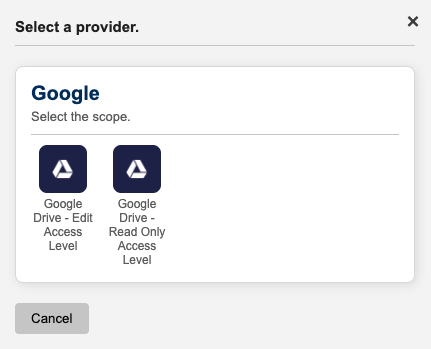 Select a provider.
×
Google
Select the scope.
Google
Drive - Edit
Access
Level
Google
Drive -
Read Only
Access
Level
Cancel